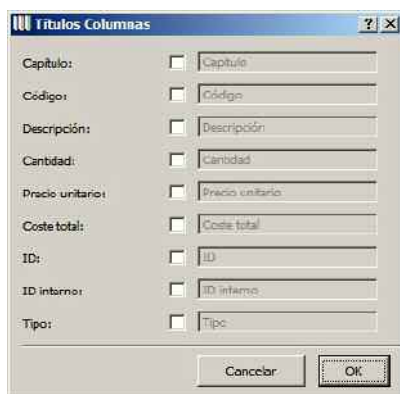 Títulos Columnas
Capítulo: Capítulo
Código: Código
Descripción: Descripción
Cantidad: Cantidad
Precio unitario: Precio unitario
Coste total: Coste total
ID: ID
ID interno: ID interno
Tipo: Tipo
Cancelar OK